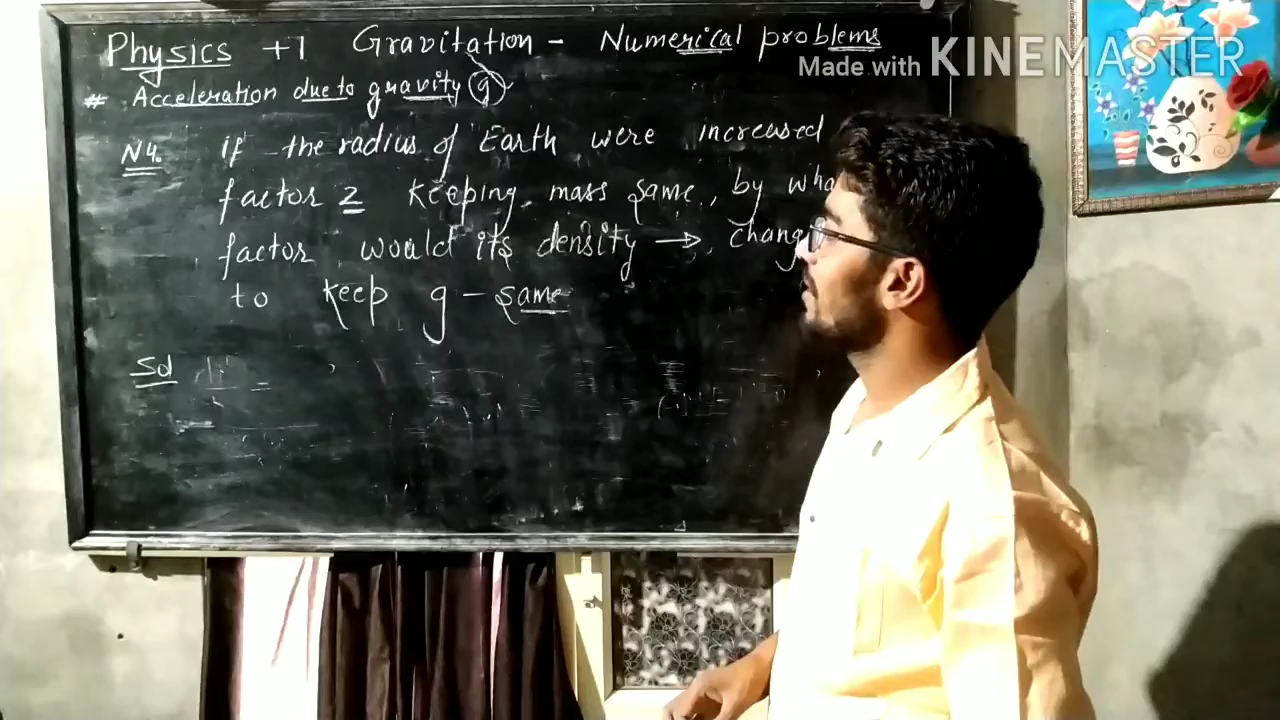 Physics +1 Gravitation - Numerical problems
Made with KINEMASTER
# Acceleration due to gravity (g)
N4. If the radius of Earth were increased
factor 2 keeping mass same, by
factor would its density → chang
to keep g - same
Sol